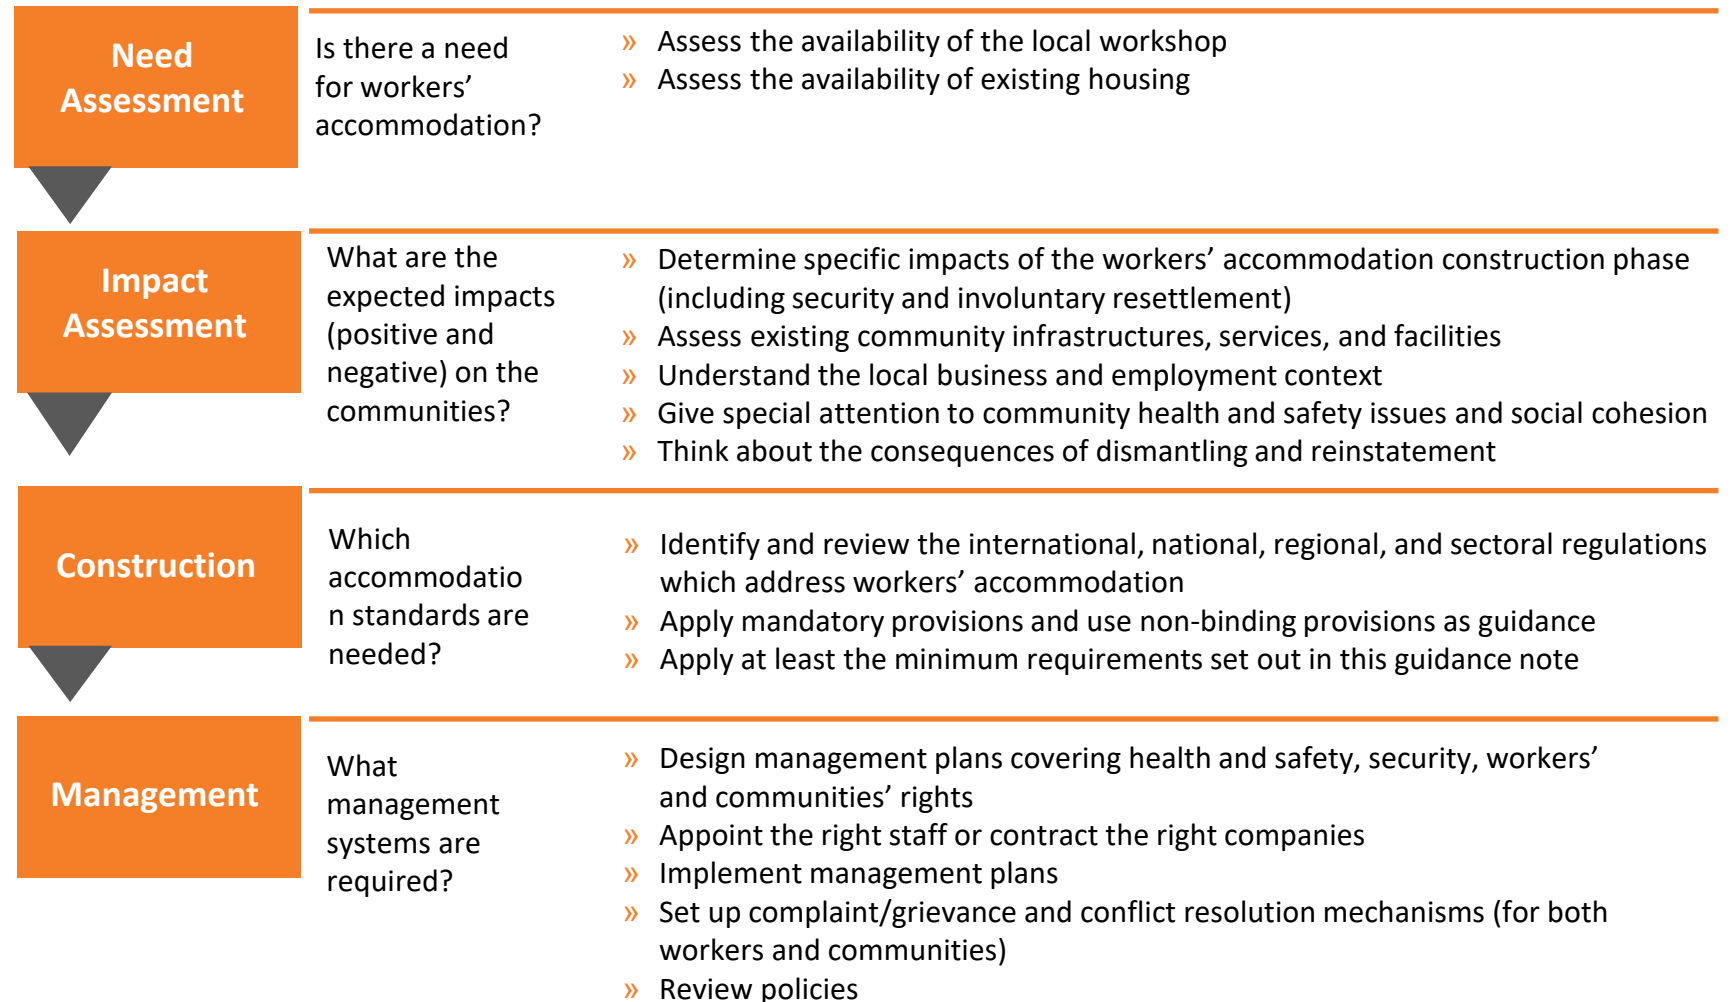 Need
Assessment
Is there a need
for workers’
accommodation?
» Assess the availability of the local workshop
» Assess the availability of existing housing
Impact
Assessment
What are the
expected impacts
(positive and
negative) on the
communities?
» Determine specific impacts of the workers’ accommodation construction phase
(including security and involuntary resettlement)
» Assess existing community infrastructures, services, and facilities
» Understand the local business and employment context
» Give special attention to community health and safety issues and social cohesion
» Think about the consequences of dismantling and reinstatement
Construction
Which
accommodatio
n standards are
needed?
» Identify and review the international, national, regional, and sectoral regulations
which address workers’ accommodation
» Apply mandatory provisions and use non-binding provisions as guidance
» Apply at least the minimum requirements set out in this guidance note
Management
What
management
systems are
required?
» Design management plans covering health and safety, security, workers’
and communities’ rights
» Appoint the right staff or contract the right companies
» Implement management plans
» Set up complaint/grievance and conflict resolution mechanisms (for both
workers and communities)
» Review policies